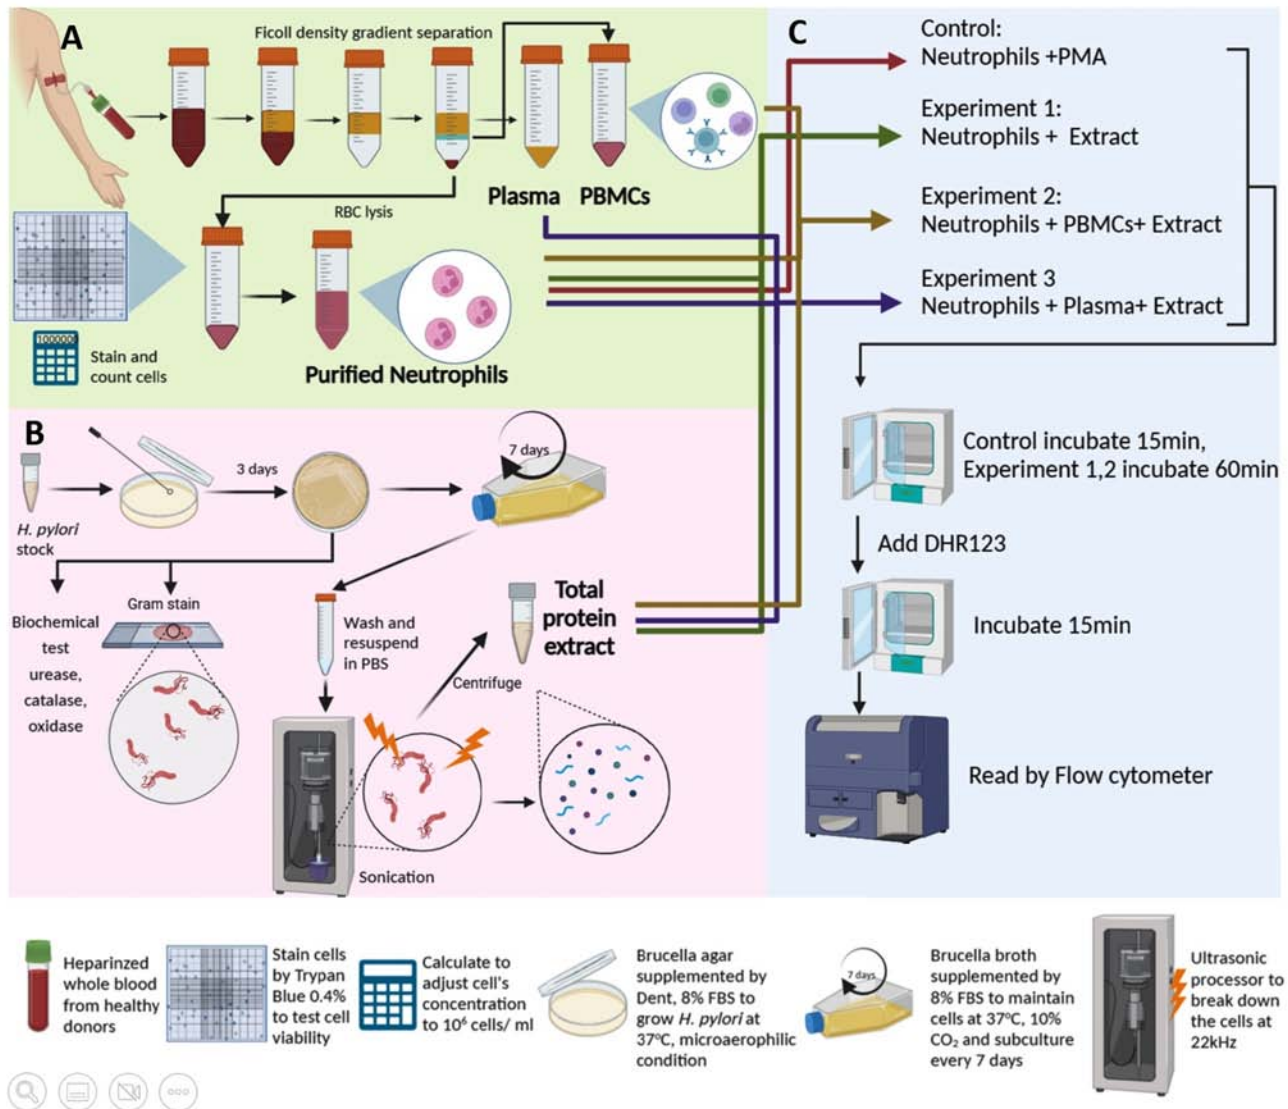 A
Ficoll density gradient separation
Plasma
PBMCs
RBC lysis
1000000
Stain and
count cells
Purified Neutrophils
B
H. pylori
stock
3 days
7 days
Biochemical
test
urease,
catalase,
oxidase
Gram stain
Wash and
resuspend
in PBS
Total
protein
extract
Centrifuge
Sonication
C
Control:
Neutrophils +PMA
Experiment 1:
Neutrophils + Extract
Experiment 2:
Neutrophils + PBMCs+ Extract
Experiment 3
Neutrophils + Plasma+ Extract
Control incubate 15min,
Experiment 1,2 incubate 60min
Add DHR123
Incubate 15min
Read by Flow cytometer
Heparinzed
whole blood
from healthy
donors
Stain cells
by Trypan
Blue 0.4%
to test cell
viability
Calculate to
adjust cell's
concentration
to 10⁶ cells/ ml
Brucella agar
supplemented by
Dent, 8% FBS to
grow H. pylori at
37°C, microaerophilic
condition
7 days
Brucella broth
supplemented by
8% FBS to maintain
cells at 37°C, 10%
CO₂ and subculture
every 7 days
Ultrasonic
processor to
break down
the cells at
22kHz